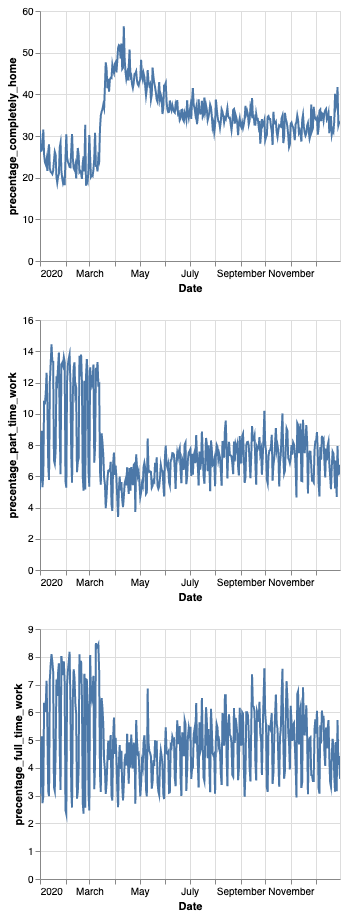 60
50
40
30
20
10
0
precentage_completely_home
2020 March May July September November
Date
16
14
12
10
8
6
4
2
0
precentage_part_time_work
2020 March May July September November
Date
9
8
7
6
5
4
3
2
1
0
precentage_full_time_work
2020 March May July September November
Date